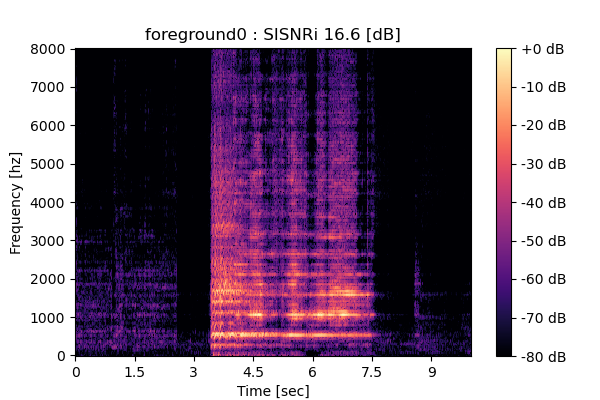 foreground0 : SISNRi 16.6 [dB]
8000
7000
6000
5000
4000
3000
2000
1000
0
Frequency [hz]
0 1.5 3 4.5 6 7.5 9
Time [sec]
+0 dB
-10 dB
-20 dB
-30 dB
-40 dB
-50 dB
-60 dB
-70 dB
-80 dB